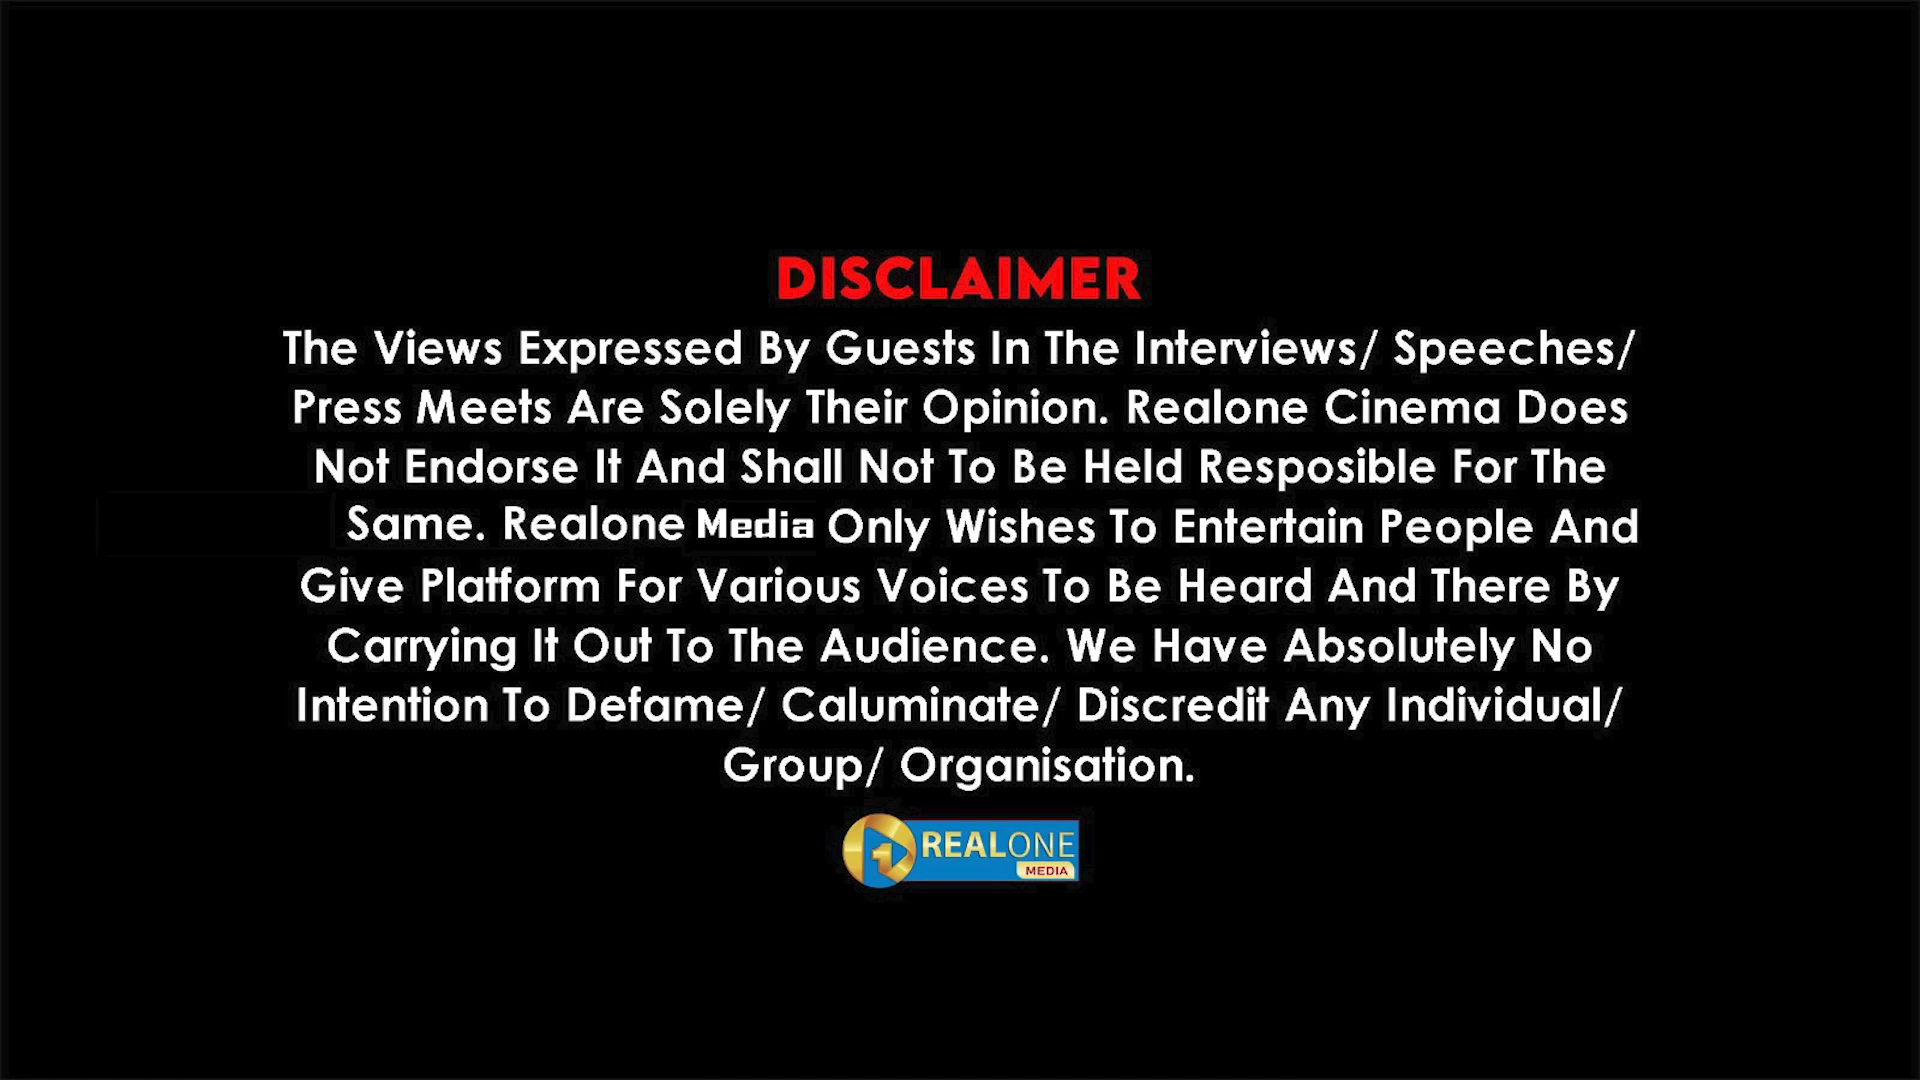 DISCLAIMER
The Views Expressed By Guests In The Interviews/ Speeches/
Press Meets Are Solely Their Opinion. Realone Cinema Does
Not Endorse It And Shall Not To Be Held Resposible For The
Same. Realone Media Only Wishes To Entertain People And
Give Platform For Various Voices To Be Heard And There By
Carrying It Out To The Audience. We Have Absolutely No
Intention To Defame/ Caluminate/ Discredit Any Individual/
Group/ Organisation.
1 REALONE
MEDIA